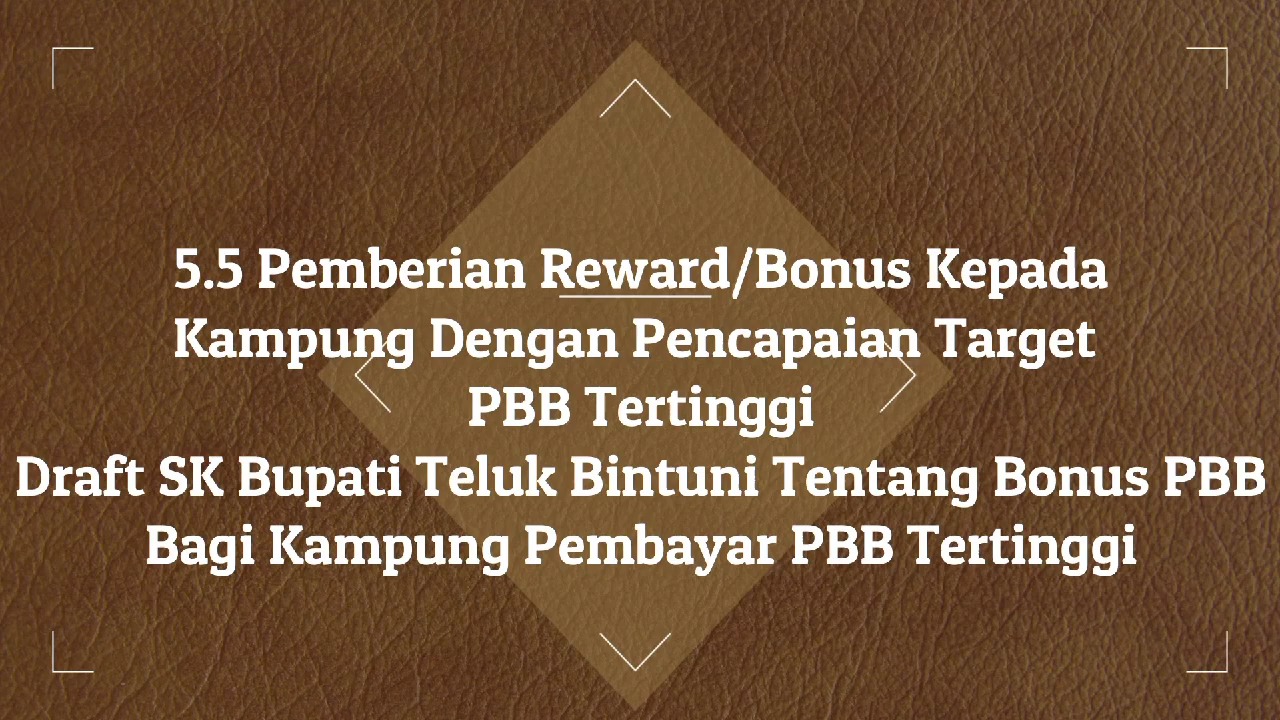 5.5 Pemberian Reward/Bonus Kepada
Kampung Dengan Pencapaian Target
PBB Tertinggi
Draft SK Bupati Teluk Bintuni Tentang Bonus PBB
Bagi Kampung Pembayar PBB Tertinggi